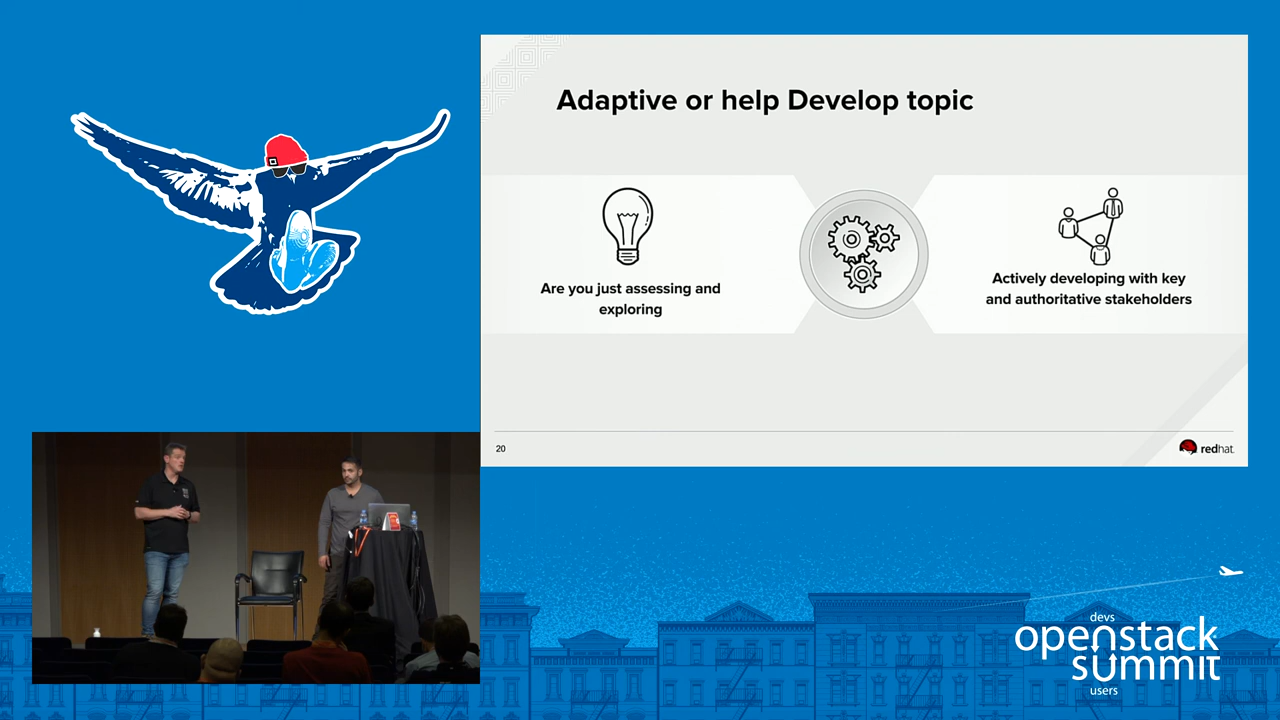 Adaptive or help Develop topic
Are you just assessing and
exploring
Actively developing with key
and authoritative stakeholders
20
redhat.
devs
openstack
summit
users